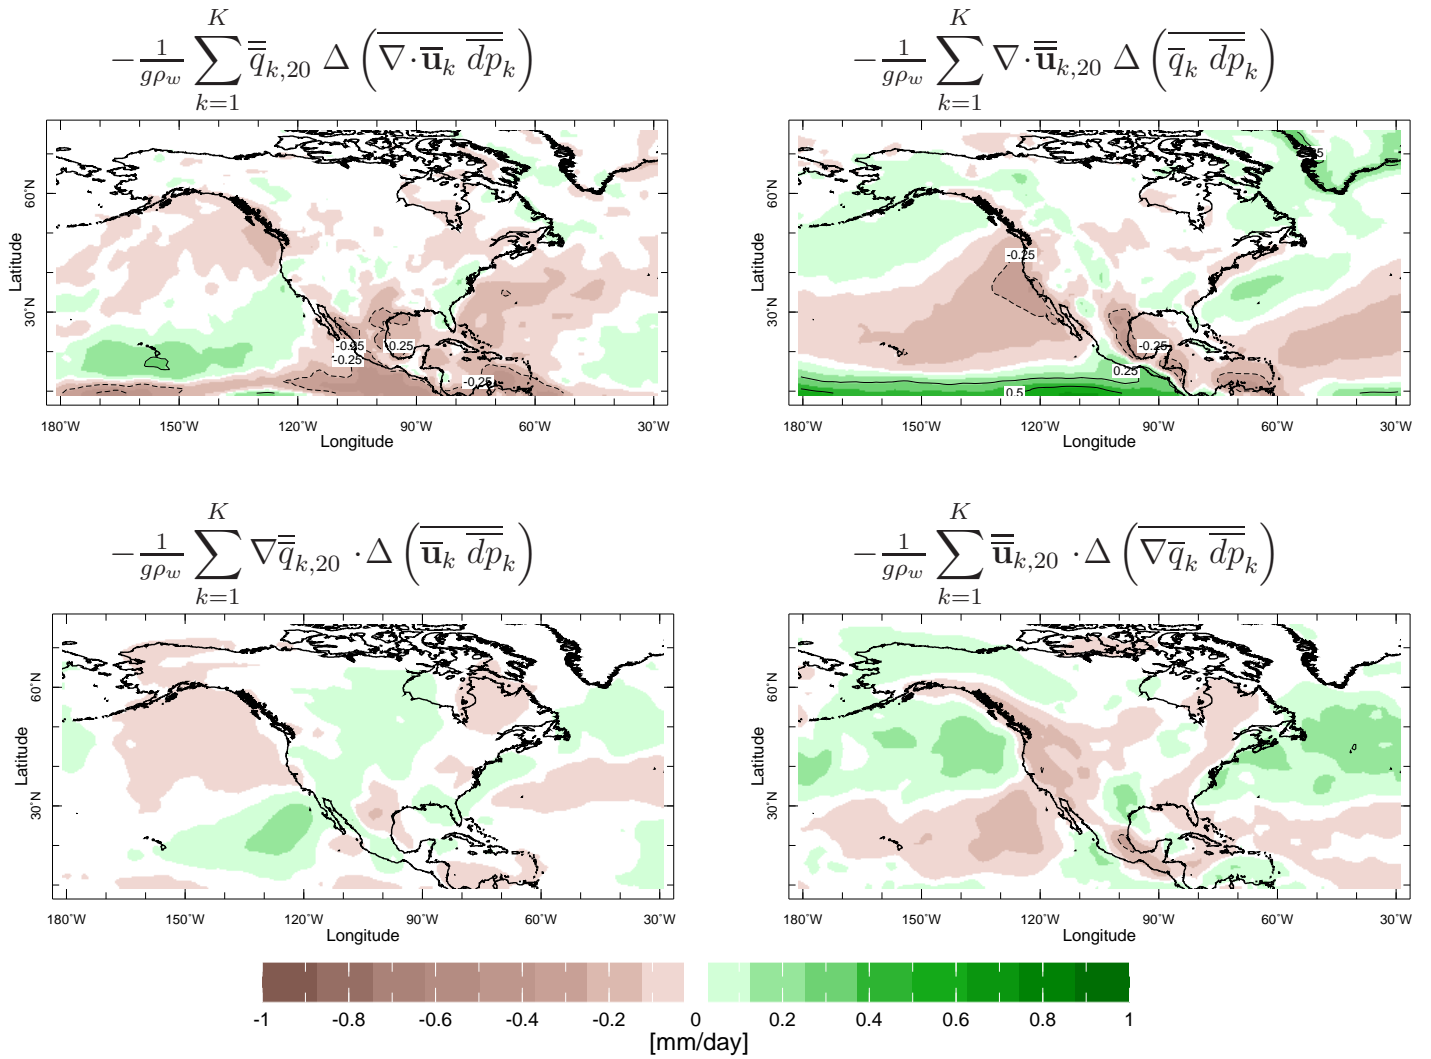 $-\frac{1}{g\rho_w}\sum_{k=1}^{K}\overline{\overline{q}}_{k,20}\,\Delta\left(\overline{\nabla\cdot\overline{\mathbf{u}}_k\,\overline{dp}_k}\right)$
$-\frac{1}{g\rho_w}\sum_{k=1}^{K}\nabla\cdot\overline{\overline{\mathbf{u}}}_{k,20}\,\Delta\left(\overline{\overline{q}_k\,\overline{dp}_k}\right)$
60°N
30°N
Latitude
-0.25
-0.25
-0.25
180°W 150°W 120°W 90°W 60°W 30°W
Longitude
60°N
30°N
Latitude
-0.25
-0.25
0.25
0.5
180°W 150°W 120°W 90°W 60°W 30°W
Longitude
$-\frac{1}{g\rho_w}\sum_{k=1}^{K}\nabla\overline{\overline{q}}_{k,20}\cdot\Delta\left(\overline{\overline{\mathbf{u}}_k\,\overline{dp}_k}\right)$
$-\frac{1}{g\rho_w}\sum_{k=1}^{K}\overline{\overline{\mathbf{u}}}_{k,20}\cdot\Delta\left(\overline{\nabla\overline{q}_k\,\overline{dp}_k}\right)$
60°N
30°N
Latitude
180°W 150°W 120°W 90°W 60°W 30°W
Longitude
60°N
30°N
Latitude
180°W 150°W 120°W 90°W 60°W 30°W
Longitude
-1 -0.8 -0.6 -0.4 -0.2 0 0.2 0.4 0.6 0.8 1
[mm/day]